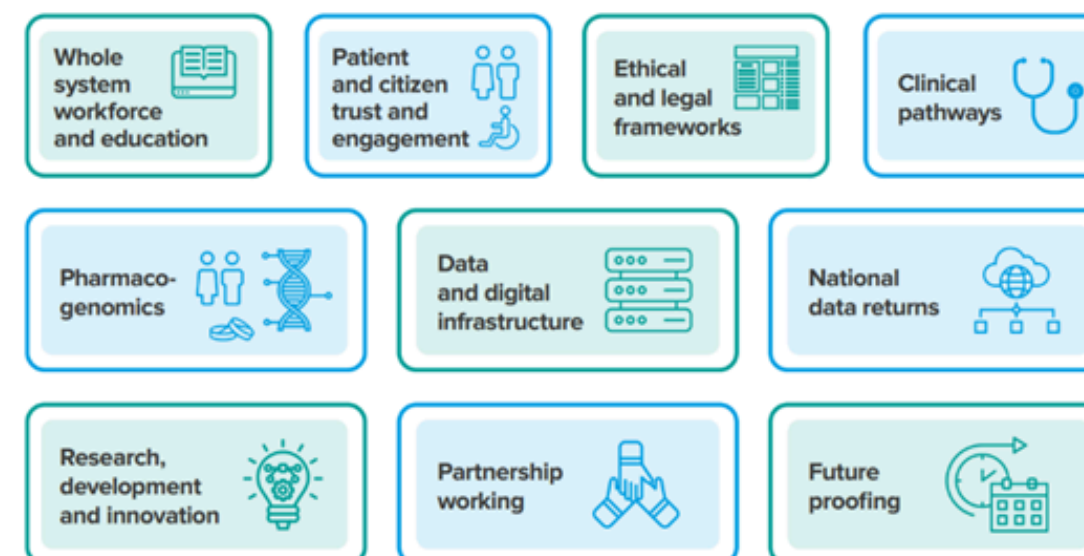 Whole
system
workforce
and education
Patient
and citizen
trust and
engagement
Ethical
and legal
frameworks
Clinical
pathways
Pharmaco-
genomics
Data
and digital
infrastructure
National
data returns
Research,
development
and innovation
Partnership
working
Future
proofing